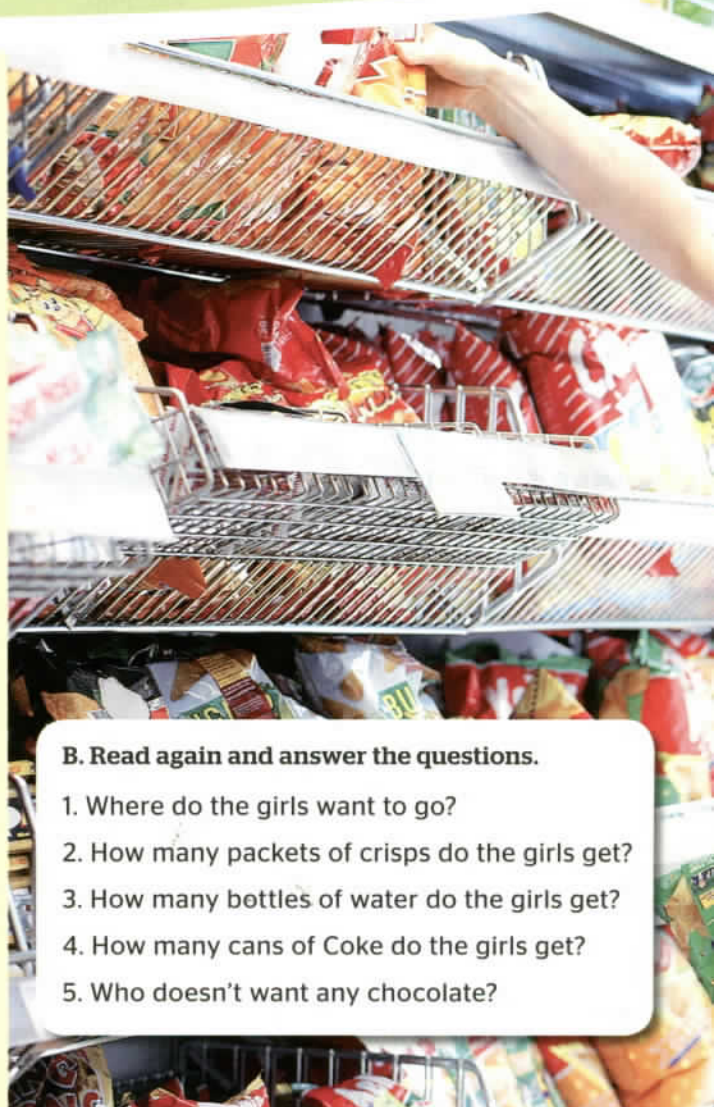 B. Read again and answer the questions.
1. Where do the girls want to go?
2. How many packets of crisps do the girls get?
3. How many bottles of water do the girls get?
4. How many cans of Coke do the girls get?
5. Who doesn't want any chocolate?